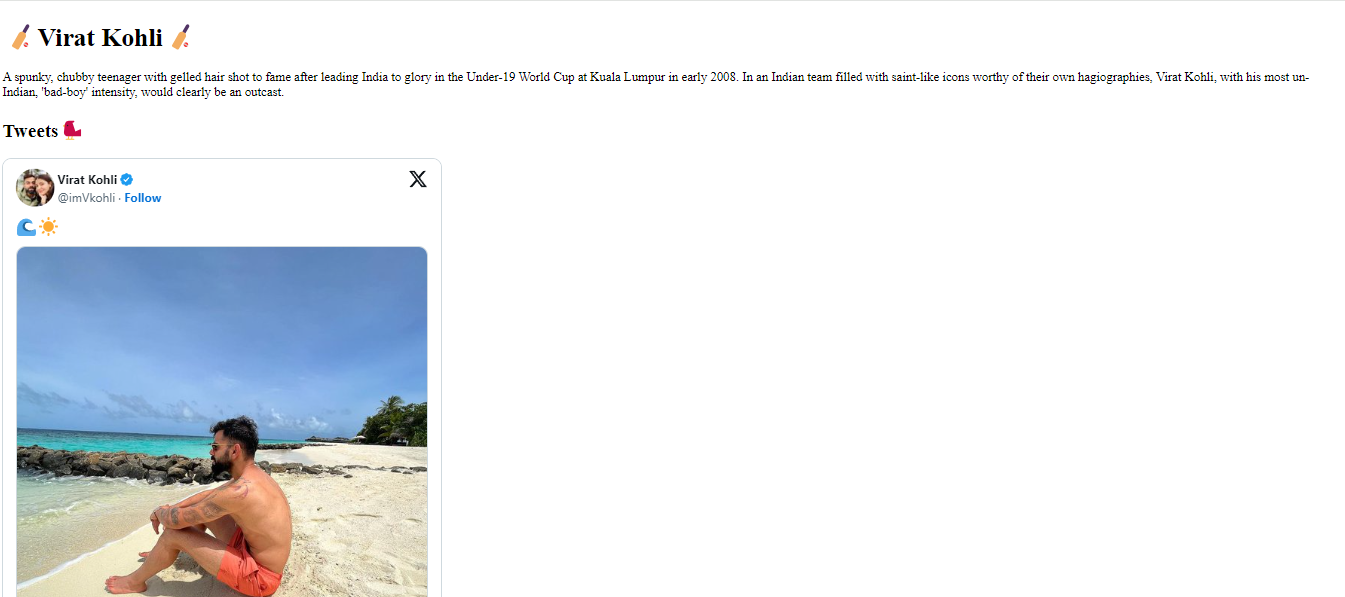 🏏 Virat Kohli 🏏
A spunky, chubby teenager with gelled hair shot to fame after leading India to glory in the Under-19 World Cup at Kuala Lumpur in early 2008. In an Indian team filled with saint-like icons worthy of their own hagiographies, Virat Kohli, with his most un-
Indian, 'bad-boy' intensity, would clearly be an outcast.
Tweets
Virat Kohli
@imVkohli · Follow
🌊☀️